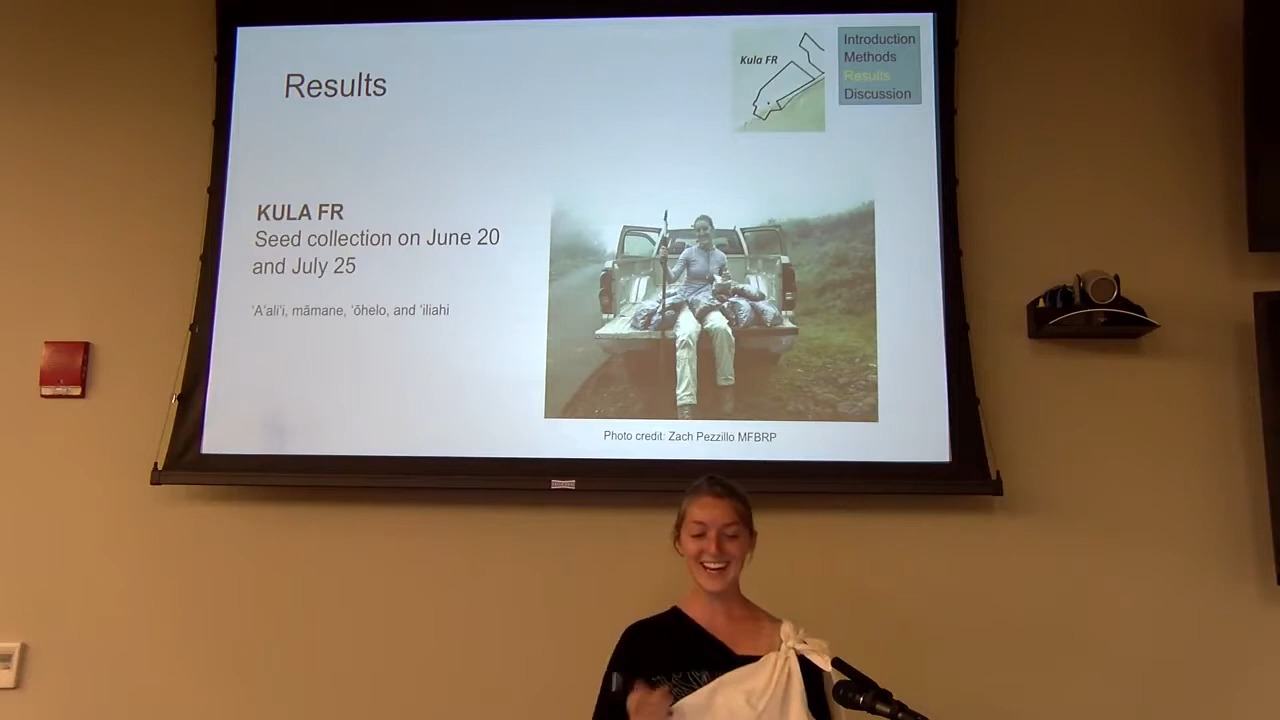 Results
Kula FR
Introduction
Methods
Results
Discussion
KULA FR
Seed collection on June 20
and July 25
ʻAʻaliʻi, māmane, ʻōhelo, and ʻiliahi
Photo credit: Zach Pezzillo MFBRP